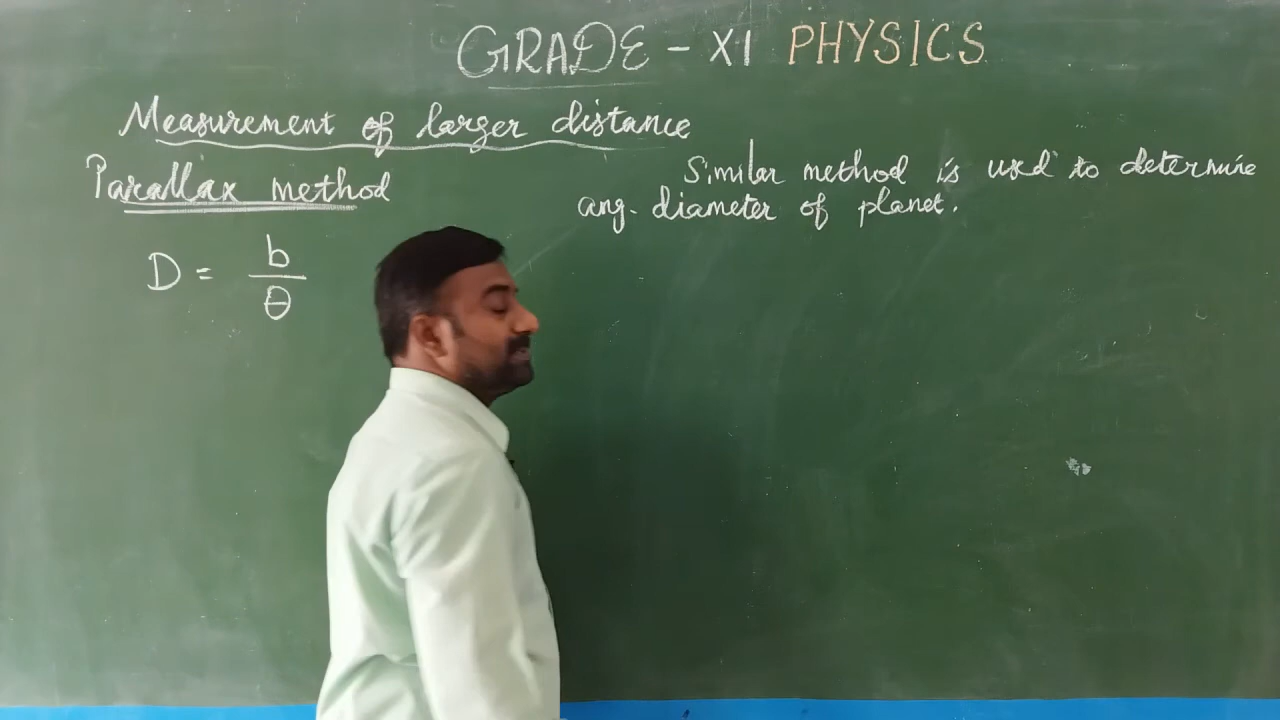 GRADE - XI PHYSICS
Measurement of larger distance
Parallax method
D = b/θ
Similar method is used to determine
ang. diameter of planet.